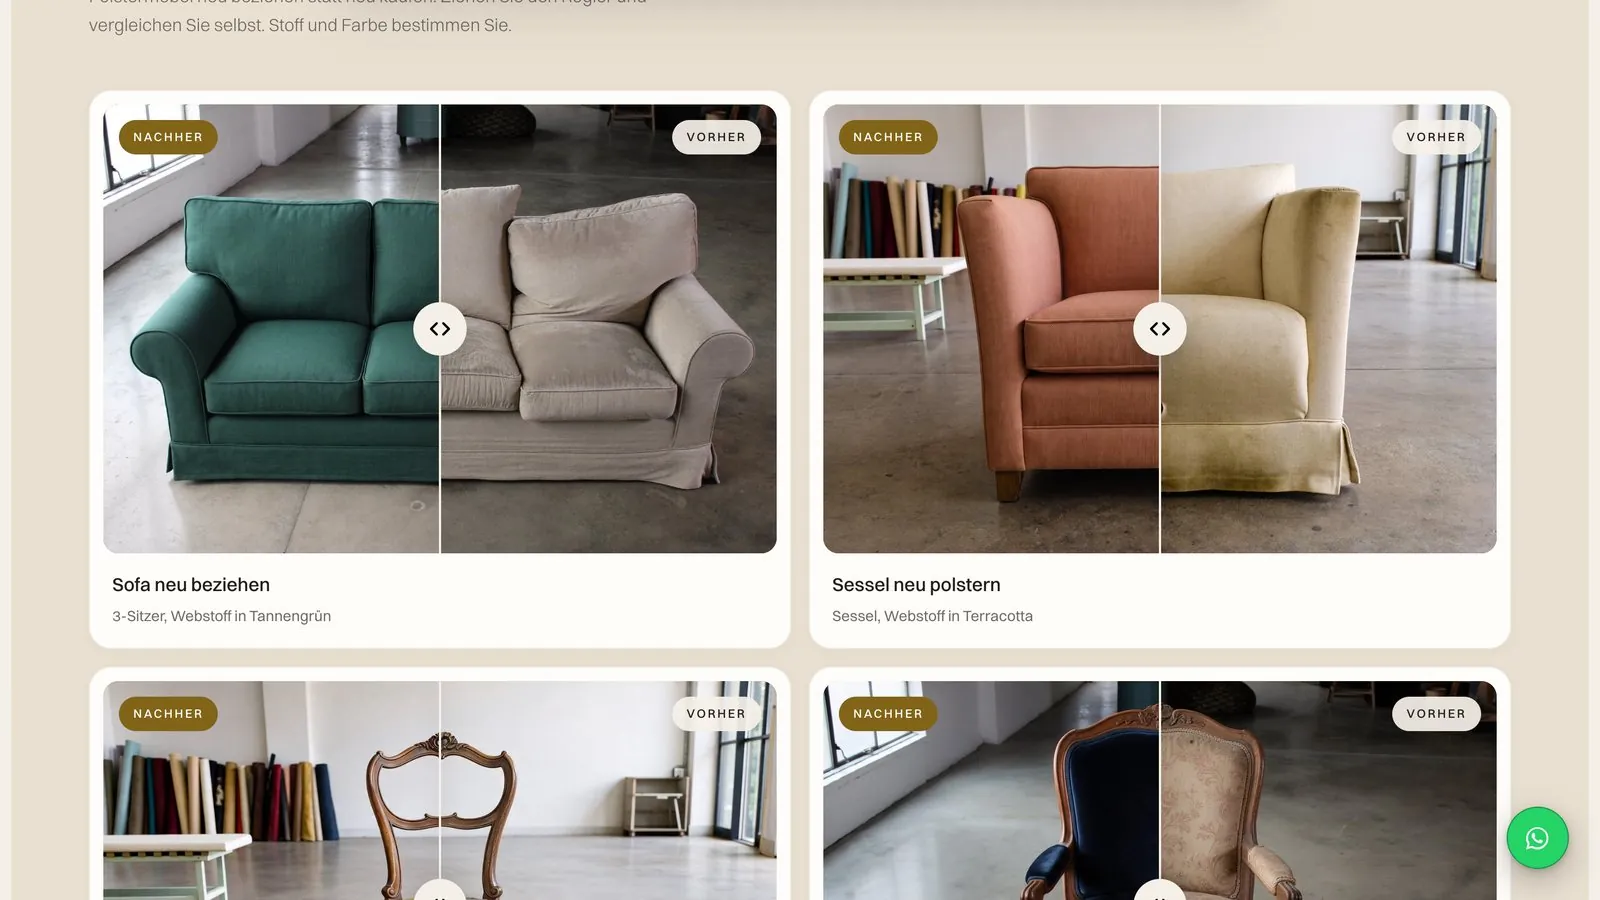 vergleichen Sie selbst. Stoff und Farbe bestimmen Sie.
NACHHER
VORHER
NACHHER
VORHER
Sofa neu beziehen
3-Sitzer, Webstoff in Tannengrün
Sessel neu polstern
Sessel, Webstoff in Terracotta
NACHHER
VORHER
NACHHER
VORHER